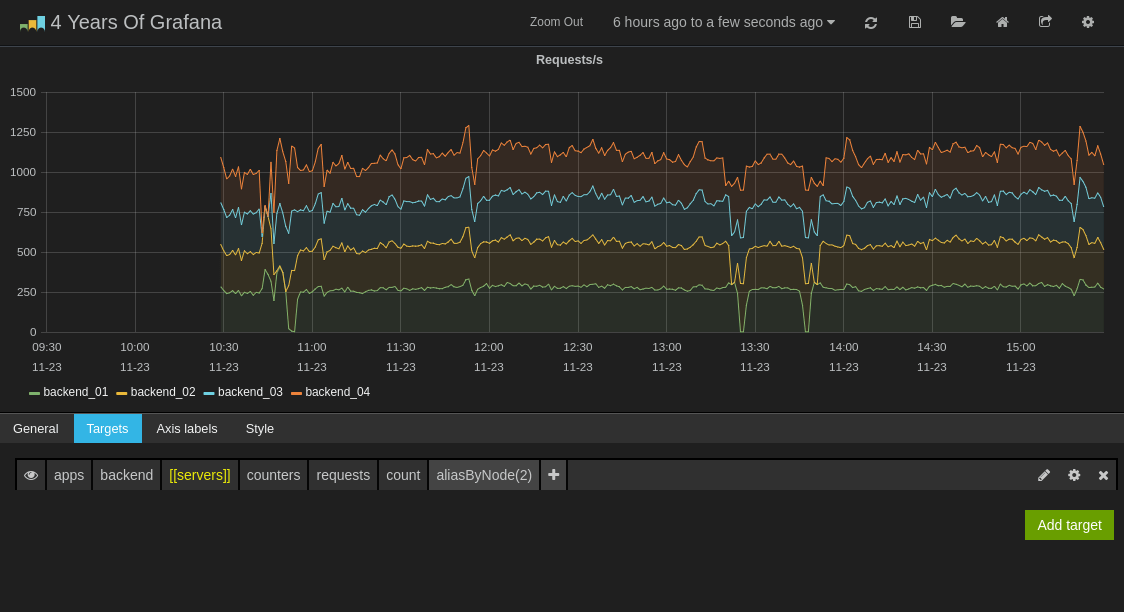 4 Years Of Grafana Zoom Out 6 hours ago to a few seconds ago
Requests/s
1500
1250
1000
750
500
250
0
09:30 10:00 10:30 11:00 11:30 12:00 12:30 13:00 13:30 14:00 14:30 15:00
11-23 11-23 11-23 11-23 11-23 11-23 11-23 11-23 11-23 11-23 11-23 11-23
backend_01 backend_02 backend_03 backend_04
General Targets Axis labels Style
apps backend [[servers]] counters requests count aliasByNode(2)
Add target